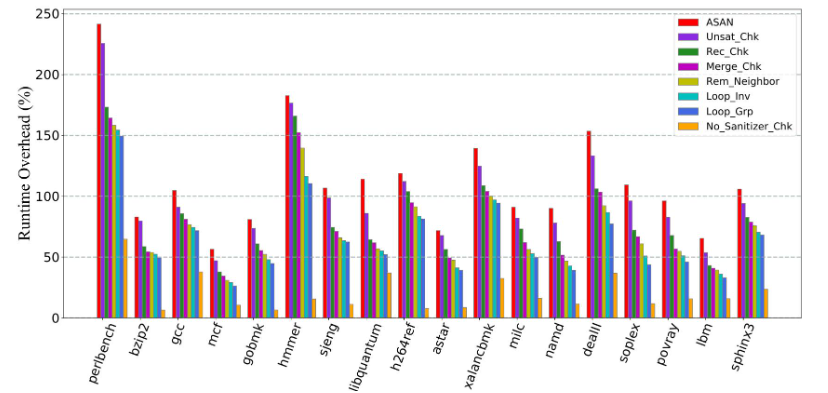 250
200
150
100
50
0
Runtime Overhead (%)
ASAN
Unsat_Chk
Rec_Chk
Merge_Chk
Rem_Neighbor
Loop_Inv
Loop_Grp
No_Sanitizer_Chk
perlbench
bzip2
gcc
mcf
gobmk
hmmer
sjeng
libquantum
h264ref
astar
xalancbmk
milc
namd
dealII
soplex
povray
lbm
sphinx3